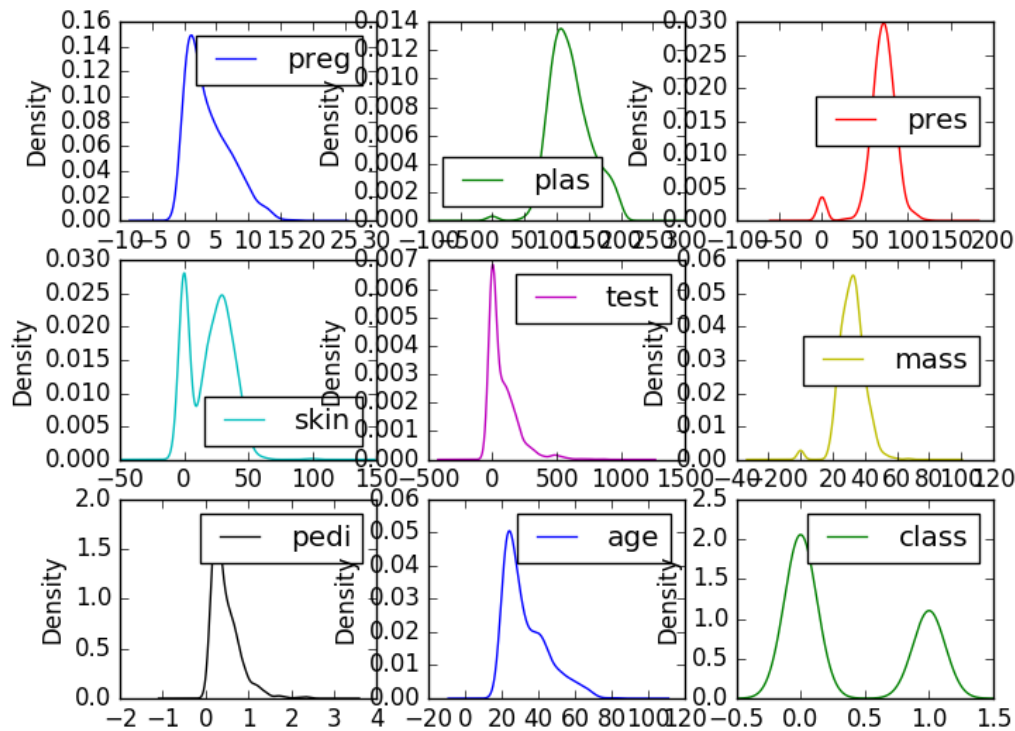 0.16
0.14
0.12
0.10
0.08
0.06
0.04
0.02
0.00
Density
preg
−10 −5 0 5 10 15 20 25 30
0.014
0.012
0.010
0.008
0.006
0.004
0.002
0.000
Density
plas
−100 −50 0 50 100 150 200 250 300
0.030
0.025
0.020
0.015
0.010
0.005
0.000
Density
pres
−100 −50 0 50 100 150 200
0.030
0.025
0.020
0.015
0.010
0.005
0.000
Density
skin
−50 0 50 100 150
0.007
0.006
0.005
0.004
0.003
0.002
0.001
0.000
Density
test
−500 0 500 1000 1500
0.06
0.05
0.04
0.03
0.02
0.01
0.00
Density
mass
−40 −20 0 20 40 60 80 100 120
2.0
1.5
1.0
0.5
0.0
Density
pedi
−2 −1 0 1 2 3 4
0.06
0.05
0.04
0.03
0.02
0.01
0.00
Density
age
−20 0 20 40 60 80 100 120
2.5
2.0
1.5
1.0
0.5
0.0
Density
class
−0.5 0.0 0.5 1.0 1.5